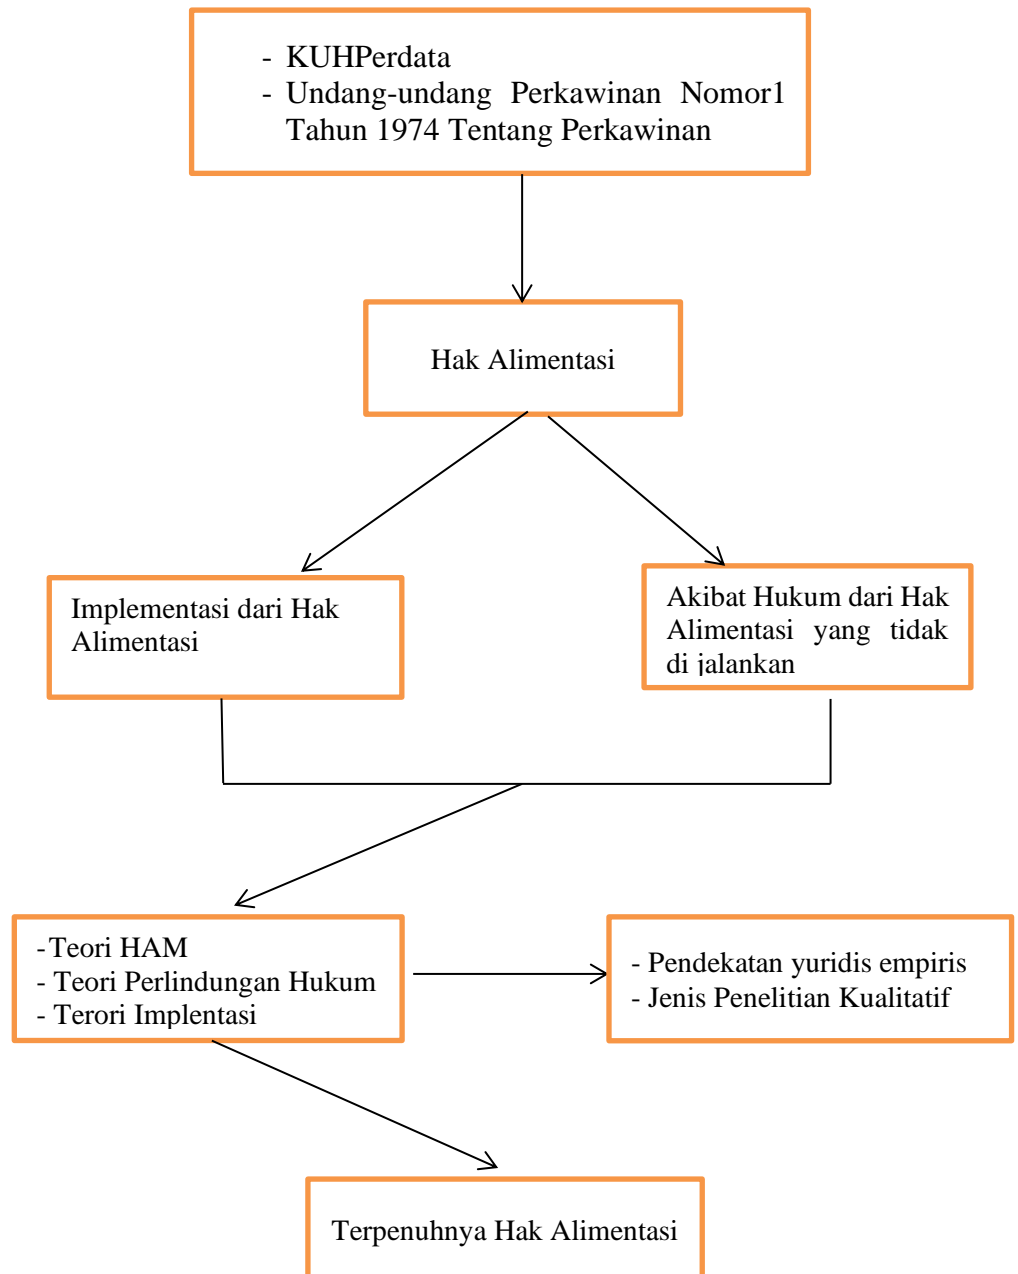 - KUHPerdata
- Undang-undang Perkawinan Nomor1
Tahun 1974 Tentang Perkawinan
Hak Alimentasi
Implementasi dari Hak
Alimentasi
Akibat Hukum dari Hak
Alimentasi yang tidak
di jalankan
-Teori HAM
- Teori Perlindungan Hukum
- Terori Implentasi
- Pendekatan yuridis empiris
- Jenis Penelitian Kualitatif
Terpenuhnya Hak Alimentasi